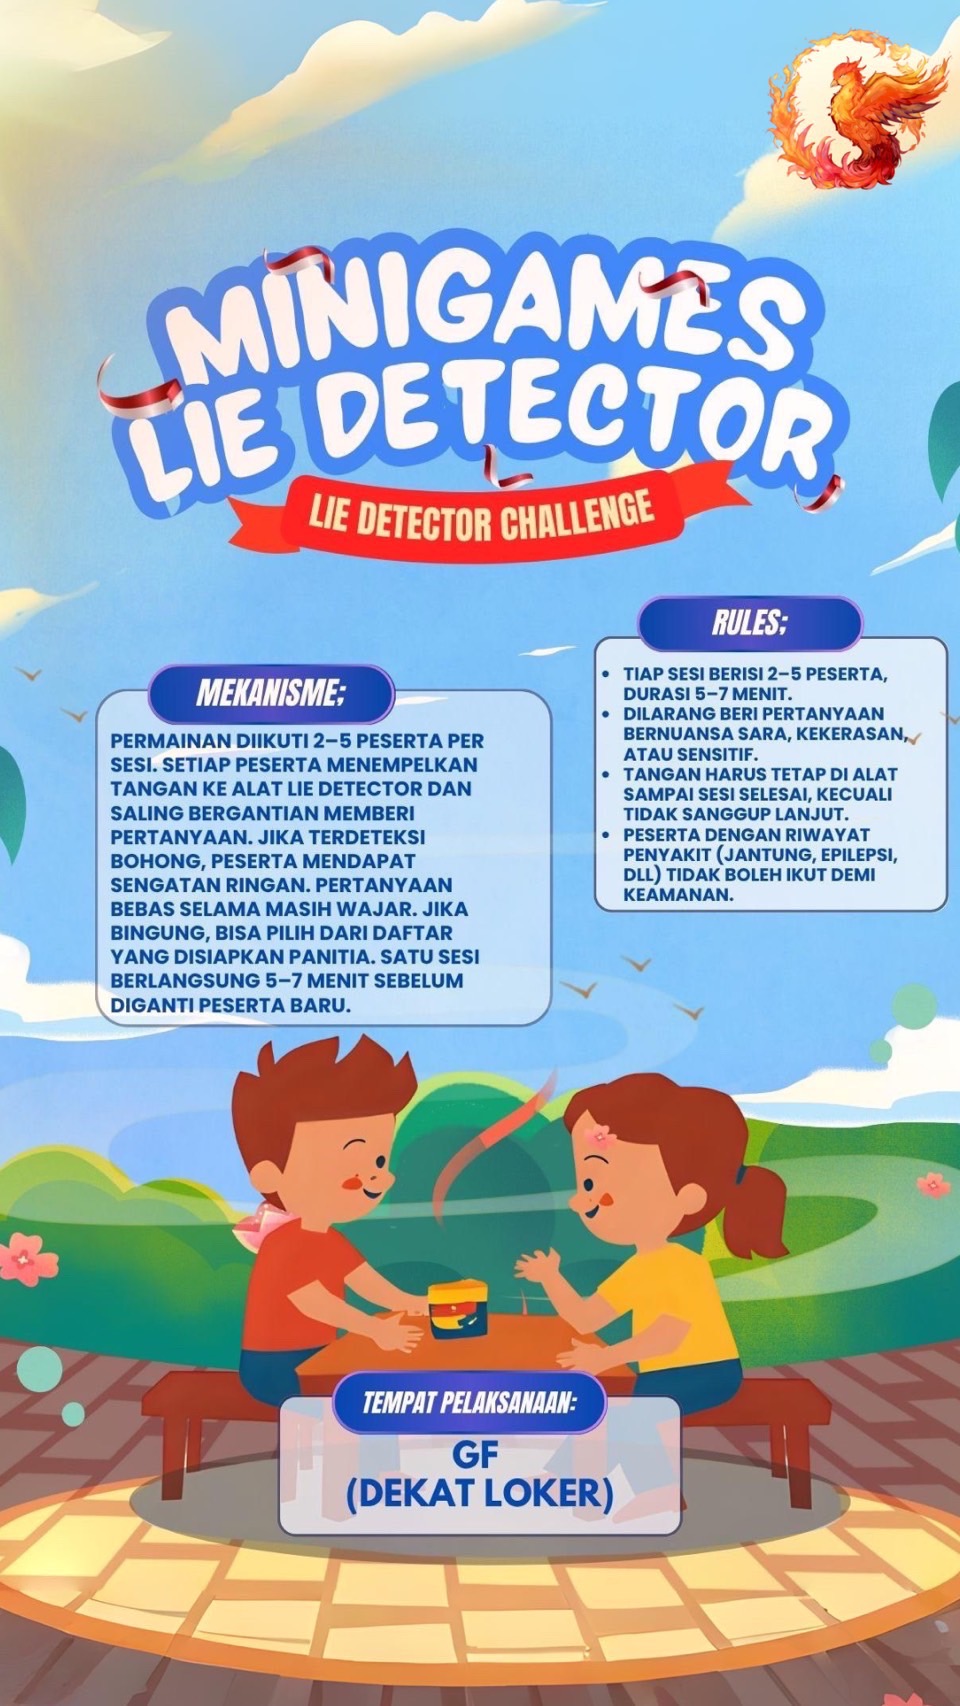 MINIGAMES
LIE DETECTOR
LIE DETECTOR CHALLENGE
MEKANISME;
PERMAINAN DIIKUTI 2–5 PESERTA PER
SESI. SETIAP PESERTA MENEMPELKAN
TANGAN KE ALAT LIE DETECTOR DAN
SALING BERGANTIAN MEMBERI
PERTANYAAN. JIKA TERDETEKSI
BOHONG, PESERTA MENDAPAT
SENGATAN RINGAN. PERTANYAAN
BEBAS SELAMA MASIH WAJAR. JIKA
BINGUNG, BISA PILIH DARI DAFTAR
YANG DISIAPKAN PANITIA. SATU SESI
BERLANGSUNG 5–7 MENIT SEBELUM
DIGANTI PESERTA BARU.
RULES;
• TIAP SESI BERISI 2–5 PESERTA,
DURASI 5–7 MENIT.
• DILARANG BERI PERTANYAAN
BERNUANSA SARA, KEKERASAN,
ATAU SENSITIF.
• TANGAN HARUS TETAP DI ALAT
SAMPAI SESI SELESAI, KECUALI
TIDAK SANGGUP LANJUT.
• PESERTA DENGAN RIWAYAT
PENYAKIT (JANTUNG, EPILEPSI,
DLL) TIDAK BOLEH IKUT DEMI
KEAMANAN.
TEMPAT PELAKSANAAN:
GF
(DEKAT LOKER)